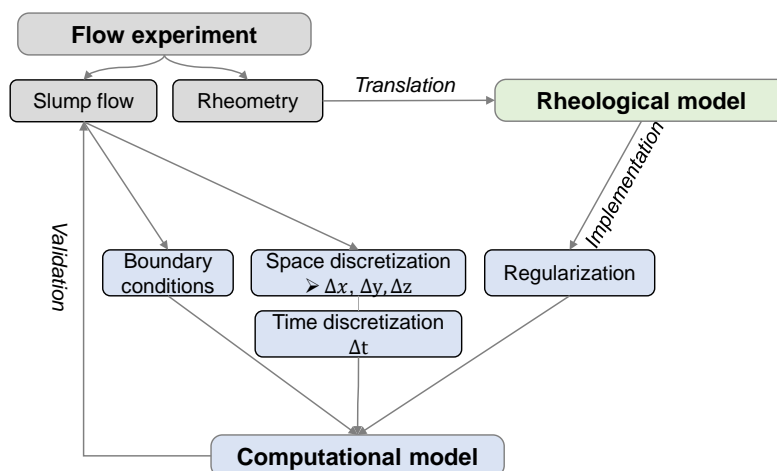 Flow experiment
Slump flow
Rheometry
Translation
Rheological model
Implementation
Validation
Boundary
conditions
Space discretization
➢ Δx, Δy, Δz
Regularization
Time discretization
Δt
Computational model